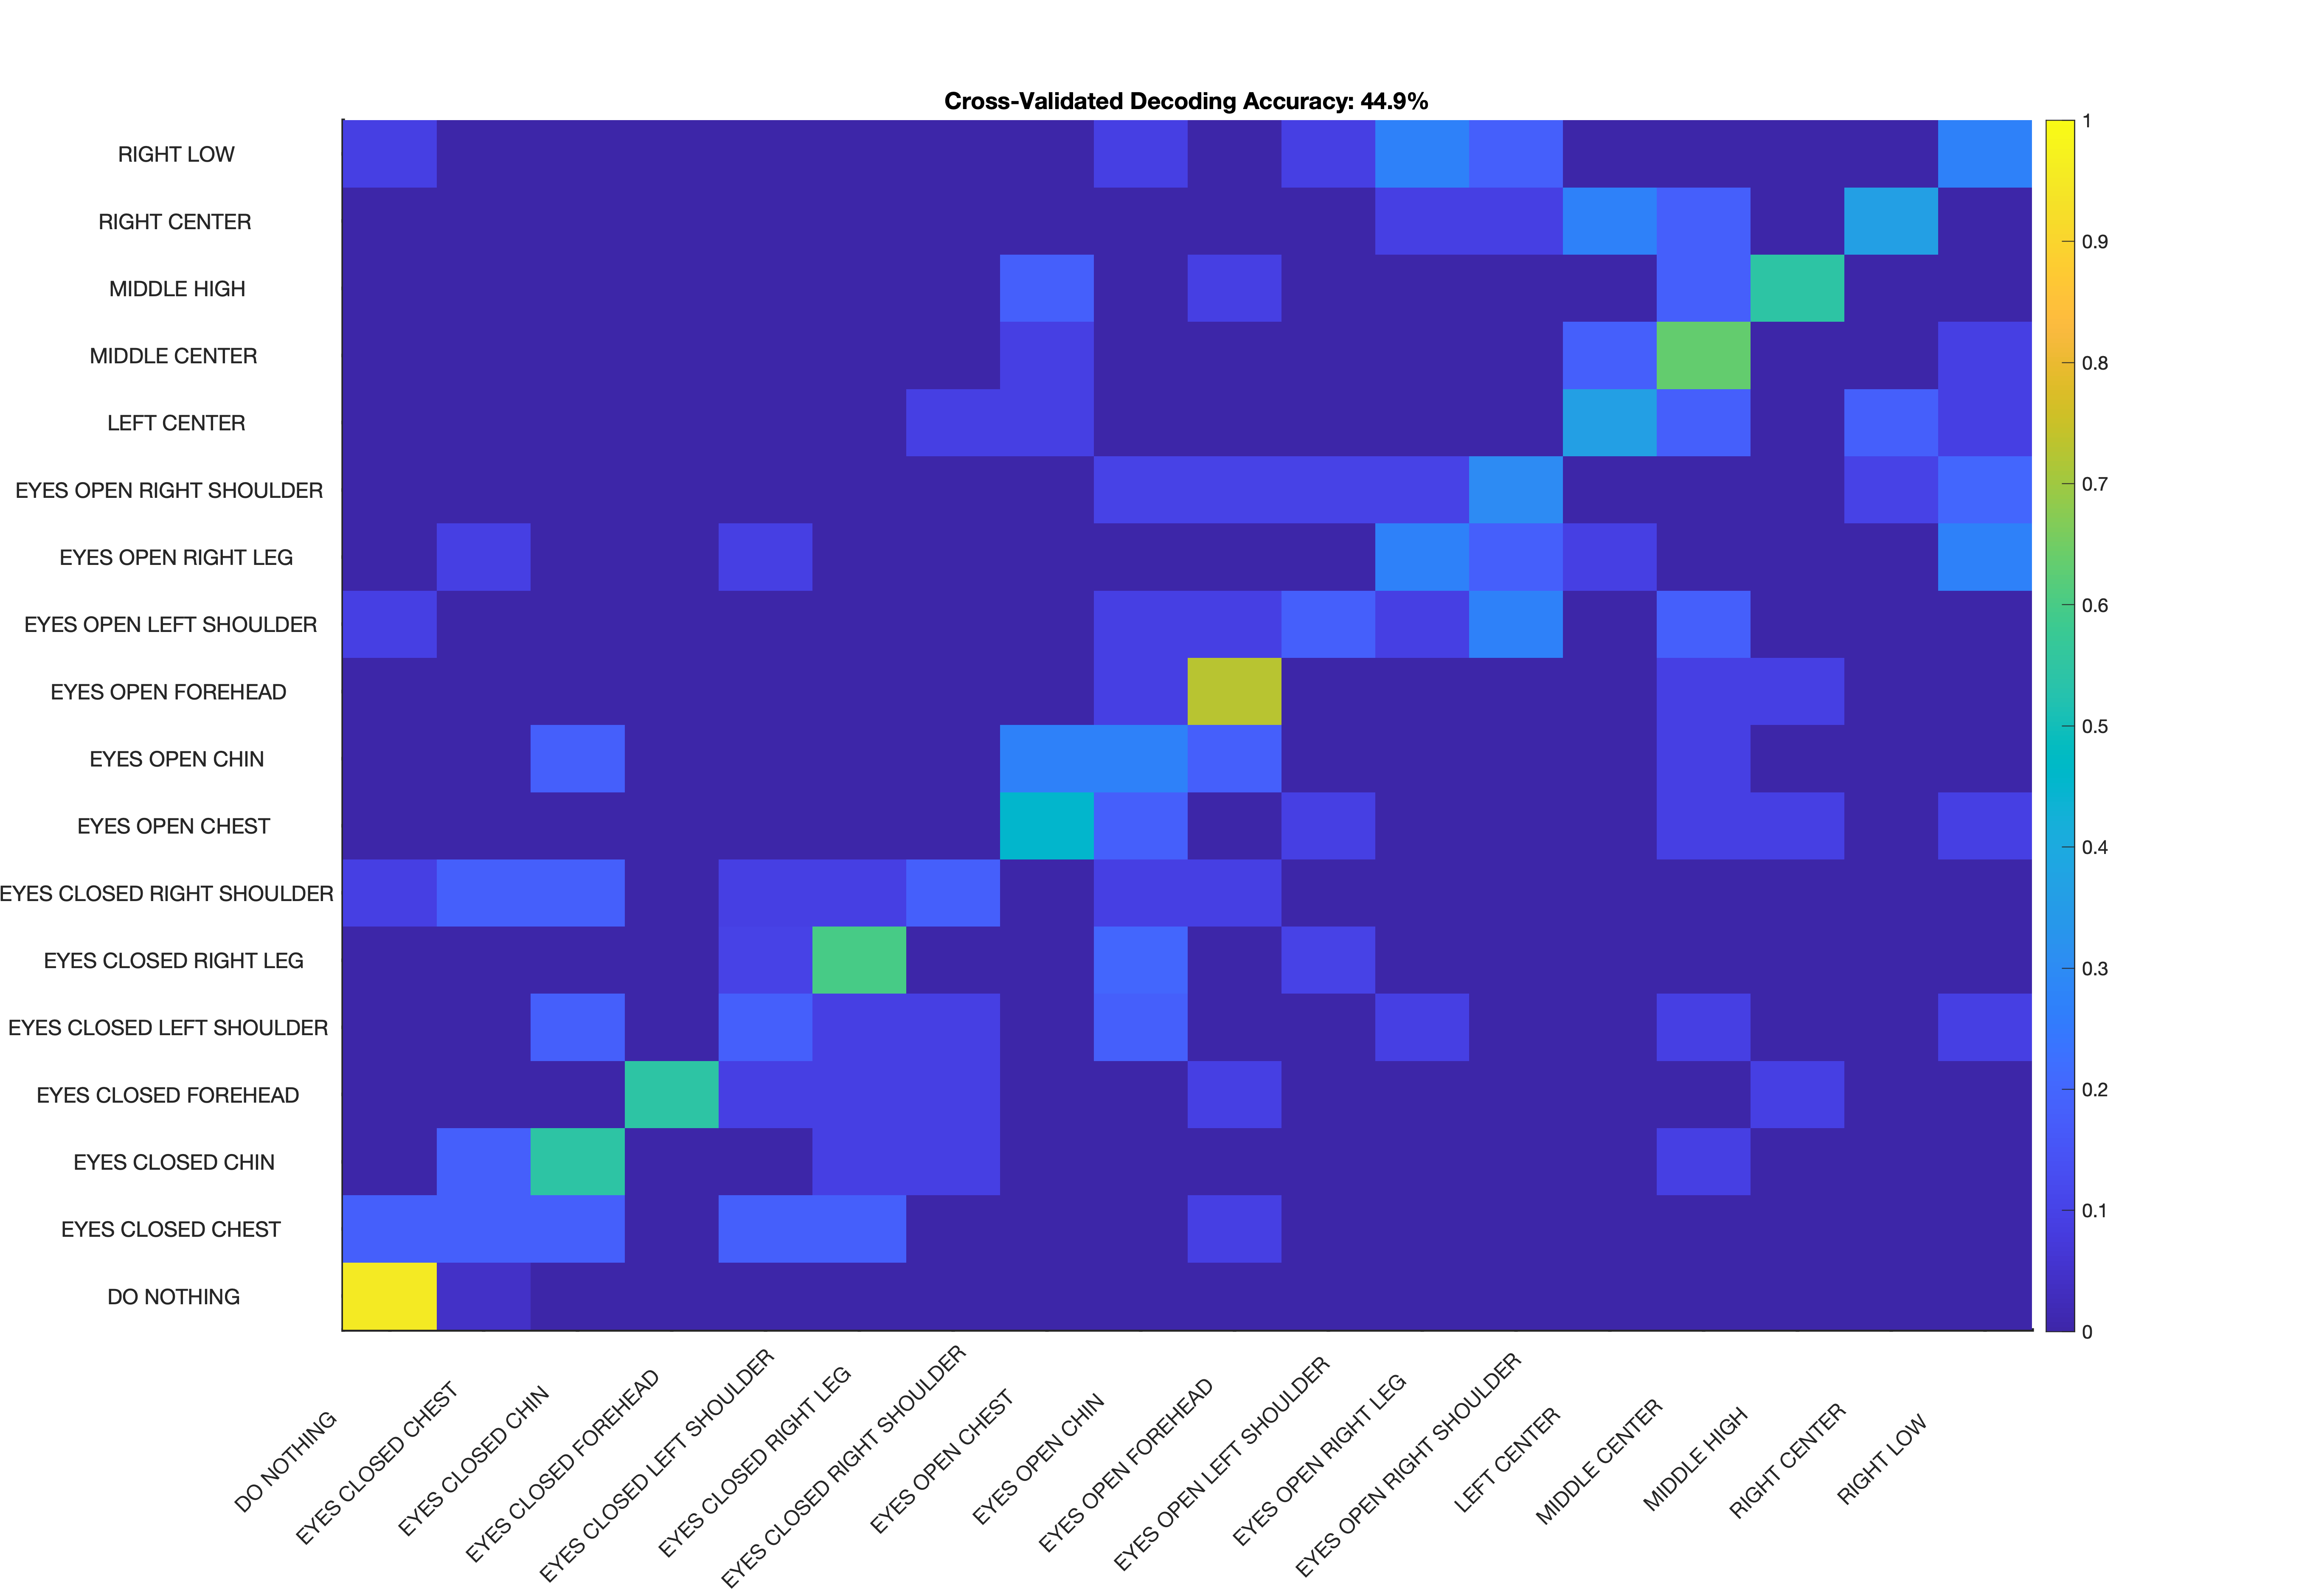 Cross-Validated Decoding Accuracy: 44.9%
RIGHT LOW
RIGHT CENTER
MIDDLE HIGH
MIDDLE CENTER
LEFT CENTER
EYES OPEN RIGHT SHOULDER
EYES OPEN RIGHT LEG
EYES OPEN LEFT SHOULDER
EYES OPEN FOREHEAD
EYES OPEN CHIN
EYES OPEN CHEST
EYES CLOSED RIGHT SHOULDER
EYES CLOSED RIGHT LEG
EYES CLOSED LEFT SHOULDER
EYES CLOSED FOREHEAD
EYES CLOSED CHIN
EYES CLOSED CHEST
DO NOTHING
DO NOTHING
EYES CLOSED CHEST
EYES CLOSED CHIN
EYES CLOSED FOREHEAD
EYES CLOSED LEFT SHOULDER
EYES CLOSED RIGHT LEG
EYES CLOSED RIGHT SHOULDER
EYES OPEN CHEST
EYES OPEN CHIN
EYES OPEN FOREHEAD
EYES OPEN LEFT SHOULDER
EYES OPEN RIGHT LEG
EYES OPEN RIGHT SHOULDER
LEFT CENTER
MIDDLE CENTER
MIDDLE HIGH
RIGHT CENTER
RIGHT LOW
1
0.9
0.8
0.7
0.6
0.5
0.4
0.3
0.2
0.1
0